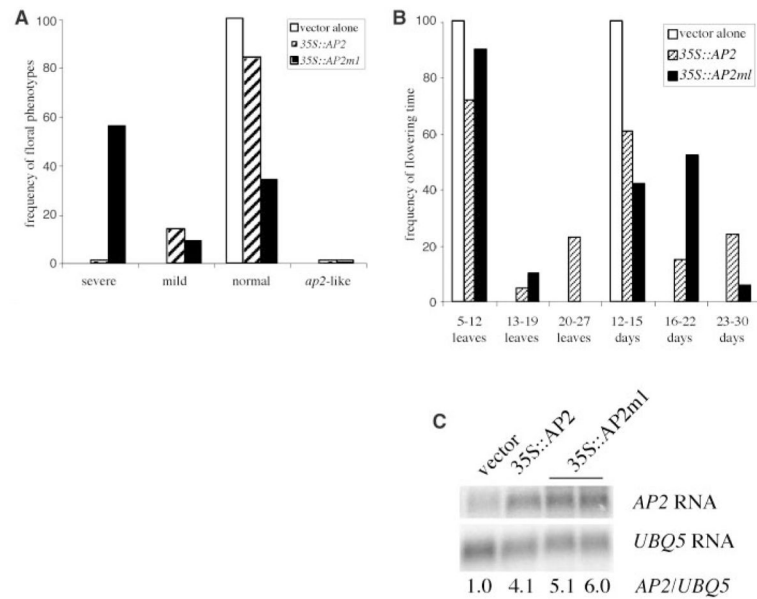 A
vector alone
35S::AP2
35S::AP2m1
frequency of floral phenotypes
100
80
60
40
20
0
severe mild normal ap2-like
B
vector alone
35S::AP2
35S::AP2ml
frequency of flowering time
100
80
60
40
20
0
5-12 13-19 20-27 12-15 16-22 23-30
leaves leaves leaves days days days
C
vector 35S::AP2 35S::AP2m1
AP2 RNA
UBQ5 RNA
1.0 4.1 5.1 6.0 AP2/UBQ5